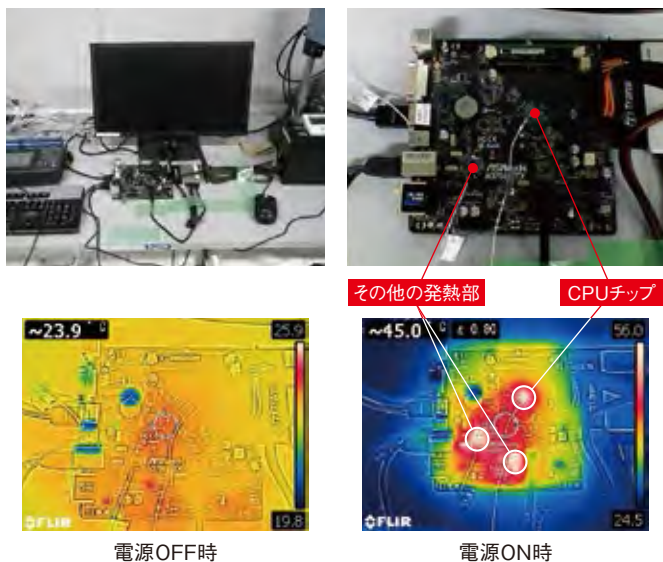 その他の発熱部
CPUチップ
~23.9 °C
25.9
19.8
◇FLIR
~45.0 °C ε 0.80
56.0
24.5
◇FLIR
電源OFF時
電源ON時